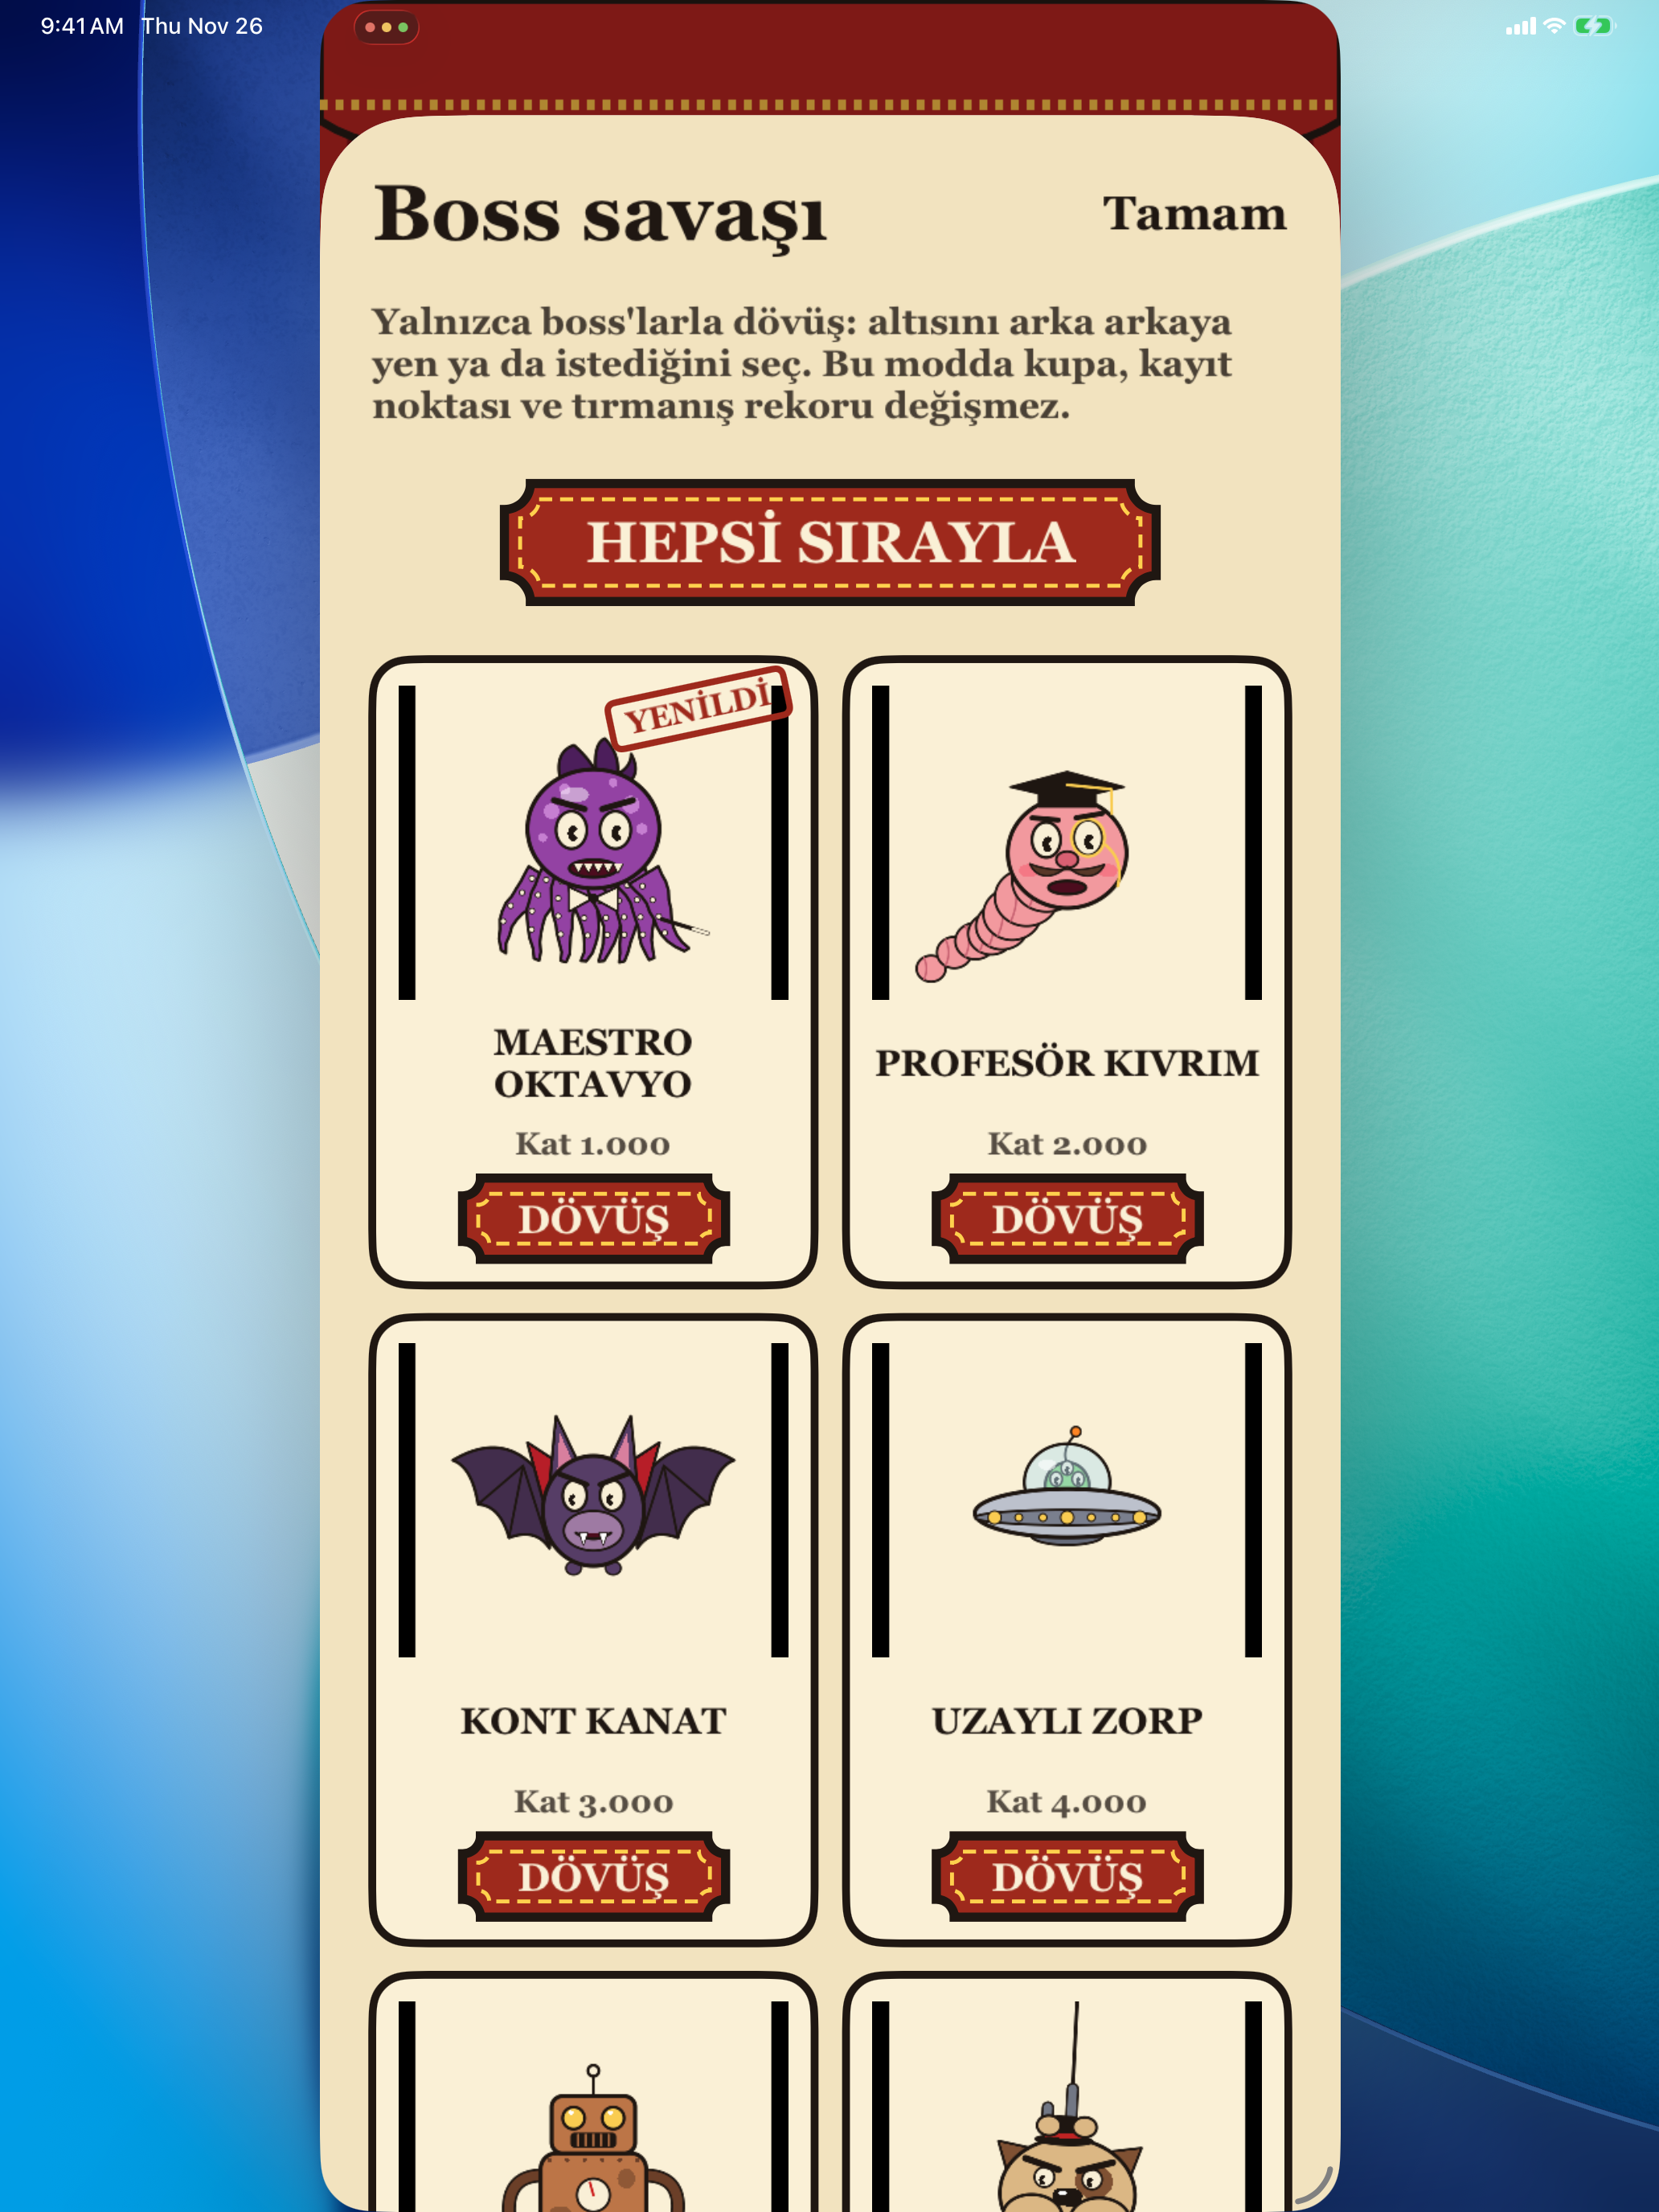 9:41 AM Thu Nov 26
Boss savaşı
Tamam
Yalnızca boss'larla dövüş: altısını arka arkaya
yen ya da istediğini seç. Bu modda kupa, kayıt
noktası ve tırmanış rekoru değişmez.
HEPSİ SIRAYLA
YENİLDİ
MAESTRO
OKTAVYO
Kat 1.000
DÖVÜŞ
PROFESÖR KIVRIM
Kat 2.000
DÖVÜŞ
KONT KANAT
Kat 3.000
DÖVÜŞ
UZAYLI ZORP
Kat 4.000
DÖVÜŞ